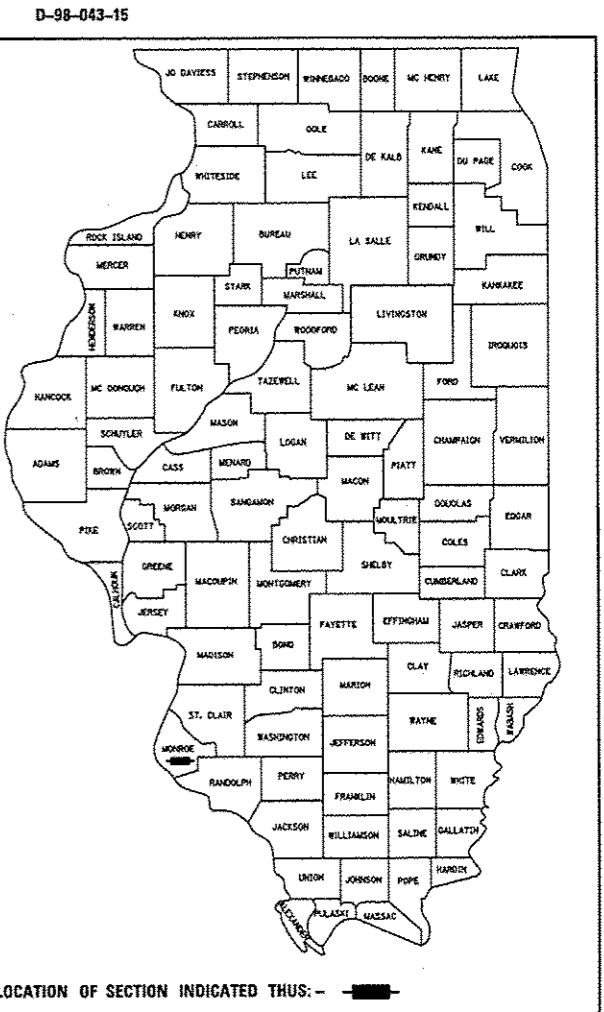 D-98-043-15
JO DAVIESS STEPHENSON WINNEBAGO BOONE MC HENRY LAKE
CARROLL OGLE DE KALB KANE DU PAGE COOK
WHITESIDE LEE
KENDALL
ROCK ISLAND HENRY BUREAU LA SALLE WILL
MERCER PUTNAM GRUNDY
STARK MARSHALL KANKAKEE
HENDERSON WARREN KNOX PEORIA WOODFORD LIVINGSTON IROQUOIS
HANCOCK MC DONOUGH FULTON TAZEWELL MC LEAN FORD
SCHUYLER MASON LOGAN DE WITT CHAMPAIGN VERMILION
ADAMS BROWN CASS MENARD MACON PIATT
PIKE SCOTT MORGAN SANGAMON MOULTRIE DOUGLAS EDGAR
CHRISTIAN COLES
CALHOUN GREENE MACOUPIN MONTGOMERY SHELBY CUMBERLAND CLARK
JERSEY FAYETTE EFFINGHAM JASPER CRAWFORD
MADISON BOND CLAY RICHLAND LAWRENCE
CLINTON MARION
ST. CLAIR WAYNE EDWARDS WABASH
MONROE WASHINGTON JEFFERSON
RANDOLPH PERRY HAMILTON WHITE
FRANKLIN
JACKSON WILLIAMSON SALINE GALLATIN
UNION JOHNSON POPE HARDIN
ALEXANDER PULASKI MASSAC
LOCATION OF SECTION INDICATED THUS: -